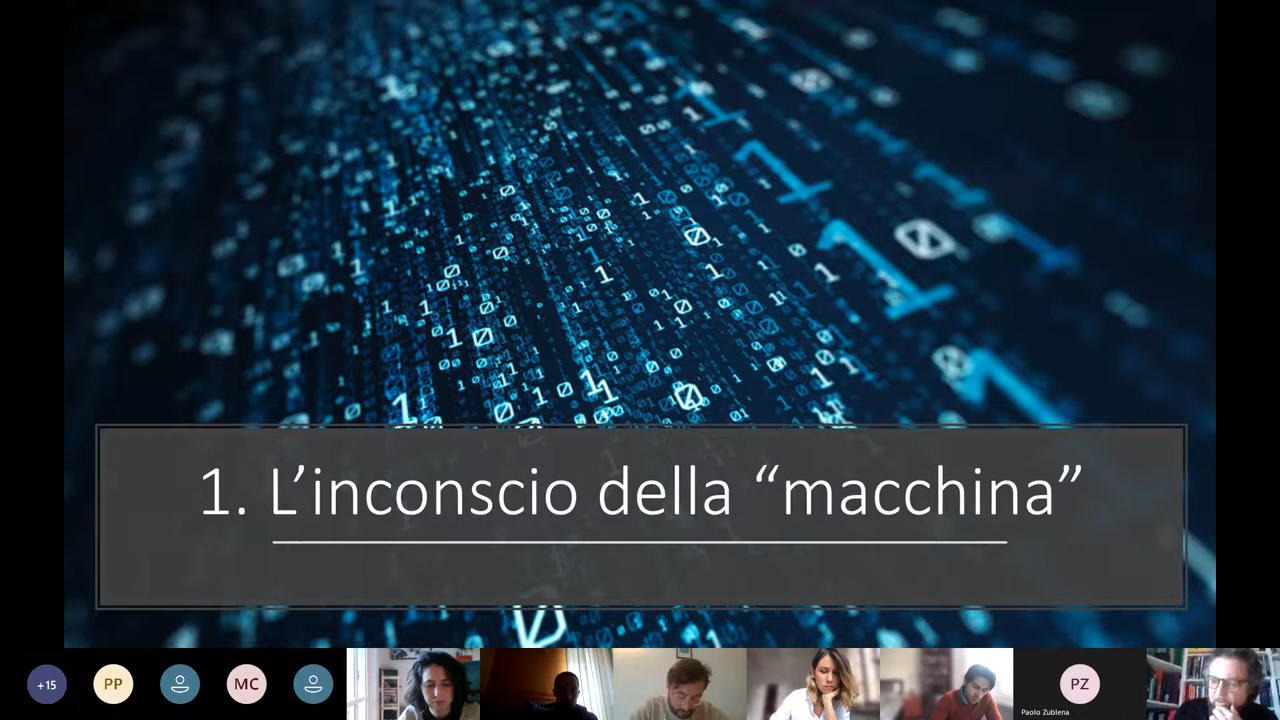 1. L’inconscio della “macchina”
+15
PP
MC
PZ
Paolo Zublena